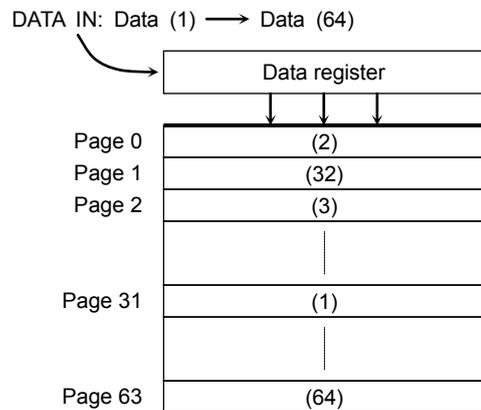 DATA IN: Data (1) Data (64)
Data register
Page 0 (2)
Page 1 (32)
Page 2 (3)
Page 31 (1)
Page 63 (64)